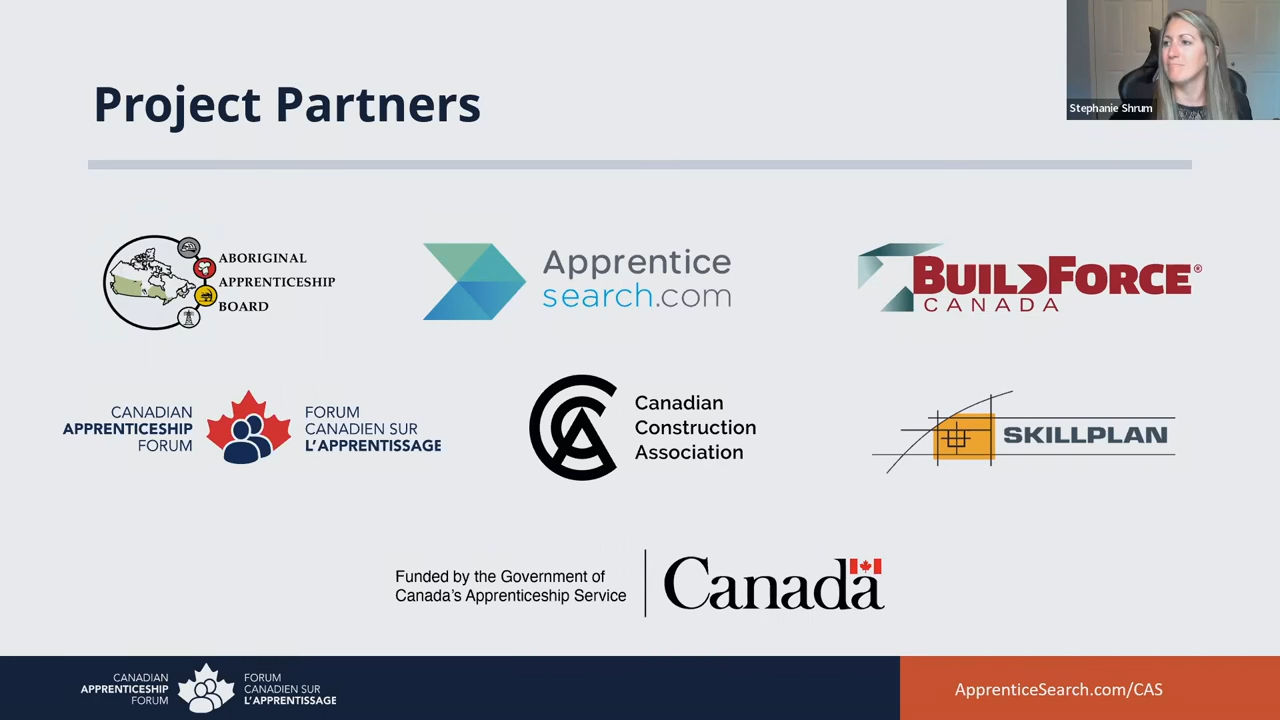 Project Partners
Stephanie Shrum
ABORIGINAL
APPRENTICESHIP
BOARD
Apprentice
search.com
BUILDFORCE®
CANADA
CANADIAN
APPRENTICESHIP
FORUM
FORUM
CANADIEN SUR
L'APPRENTISSAGE
Canadian
Construction
Association
SKILLPLAN
Funded by the Government of
Canada's Apprenticeship Service
Canada
CANADIAN
APPRENTICESHIP
FORUM
FORUM
CANADIEN SUR
L'APPRENTISSAGE
ApprenticeSearch.com/CAS